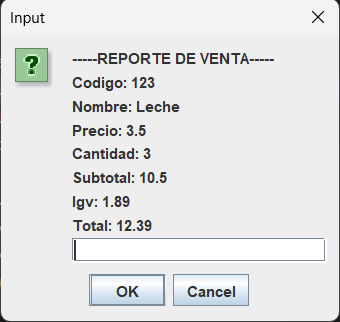 Input
-----REPORTE DE VENTA-----
Codigo: 123
Nombre: Leche
Precio: 3.5
Cantidad: 3
Subtotal: 10.5
Igv: 1.89
Total: 12.39
OK Cancel